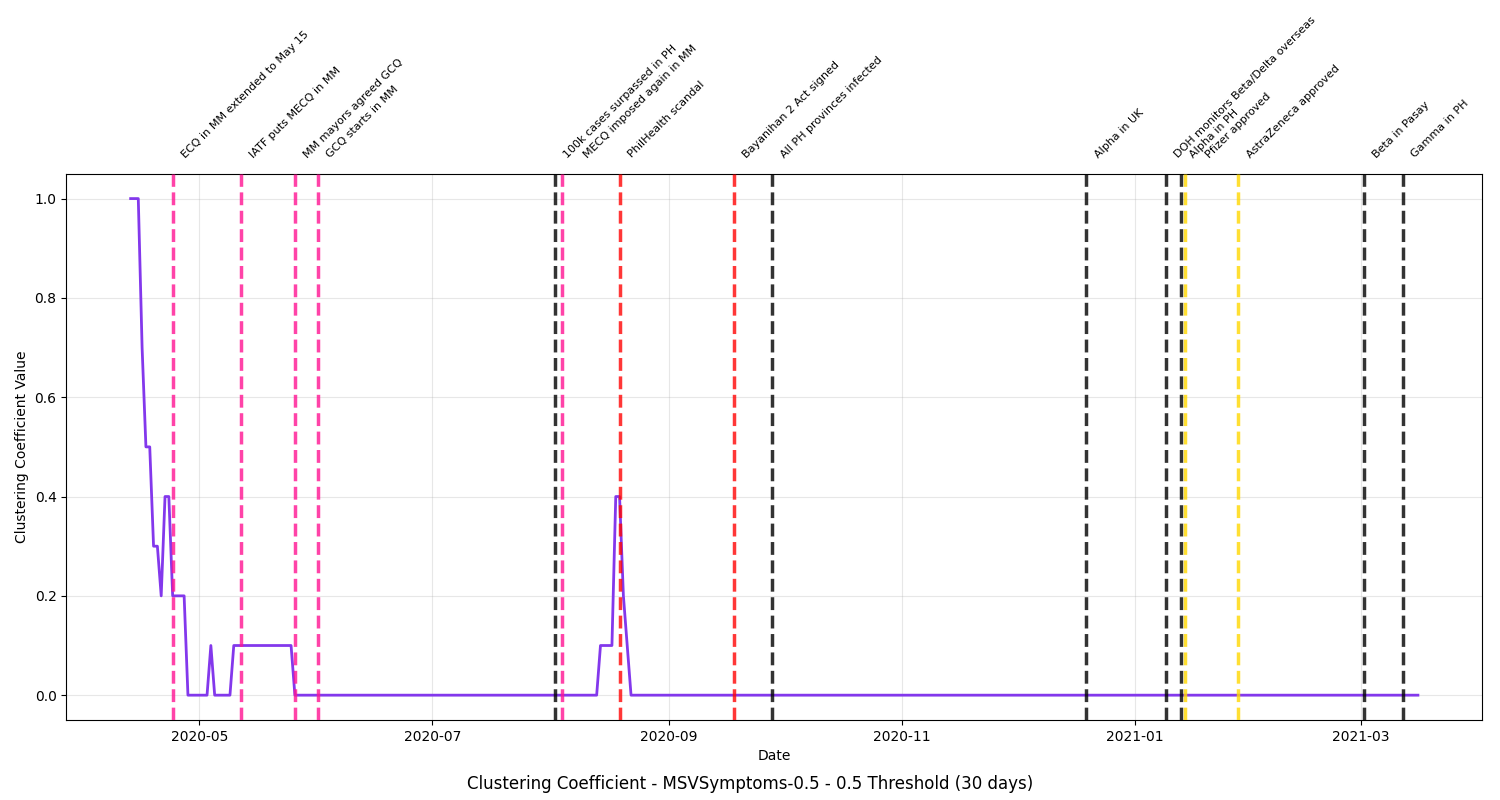 ECQ in MM extended to May 15
IATF puts MECQ in MM
MM mayors agreed GCQ
GCQ starts in MM
100k cases surpassed in PH
MECQ imposed again in MM
PhilHealth scandal
Bayanihan 2 Act signed
All PH provinces infected
Alpha in UK
DOH monitors Beta/Delta overseas
Alpha in PH
Pfizer approved
AstraZeneca approved
Beta in Pasay
Gamma in PH
Clustering Coefficient Value
1.0
0.8
0.6
0.4
0.2
0.0
2020-05
2020-07
2020-09
2020-11
2021-01
2021-03
Date
Clustering Coefficient - MSVSymptoms-0.5 - 0.5 Threshold (30 days)